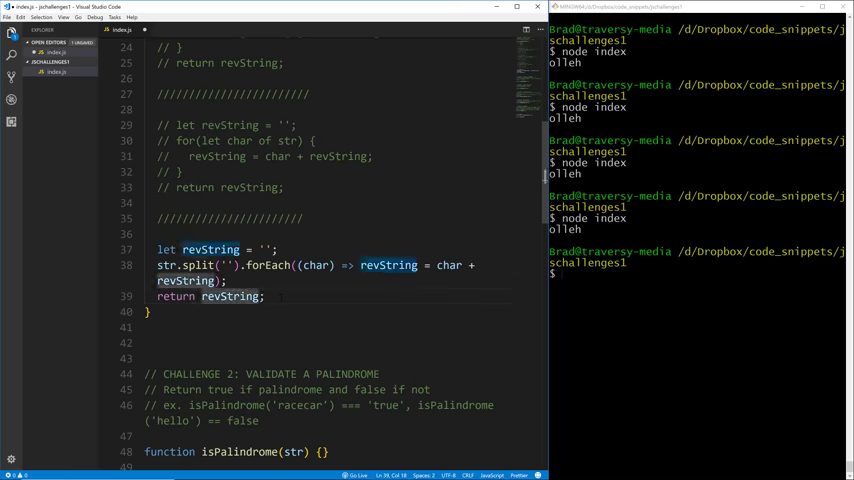 index.js - Visual Studio Code
File Edit Selection View Go Debug Tasks Help
EXPLORER
OPEN EDITORS 1 UNSAVED
index.js
JSCHALLENGES1
index.js
index.js
24 // }
25 // return revString;
26
27 ////////////////////////
28
29 // let revString = '';
30 // for(let char of str) {
31 //   revString = char + revString;
32 // }
33 // return revString;
34
35 ///////////////////////
36
37 let revString = '';
38 str.split('').forEach((char) => revString = char +
revString);
39 return revString;
40 }
41
42
43
44 // CHALLENGE 2: VALIDATE A PALINDROME
45 // Return true if palindrome and false if not
46 // ex. isPalindrome('racecar') === 'true', isPalindrome
('hello') == false
47
48 function isPalindrome(str) {}
49
0 0
Go Live Ln 39, Col 18 Spaces: 2 UTF-8 CRLF JavaScript Prettier
MINGW64:/d/Dropbox/code_snippets/jschallenges1
Brad@traversy-media /d/Dropbox/code_snippets/j
schallenges1
$ node index
olleh
Brad@traversy-media /d/Dropbox/code_snippets/j
schallenges1
$ node index
olleh
Brad@traversy-media /d/Dropbox/code_snippets/j
schallenges1
$ node index
olleh
Brad@traversy-media /d/Dropbox/code_snippets/j
schallenges1
$ node index
olleh
Brad@traversy-media /d/Dropbox/code_snippets/j
schallenges1
$